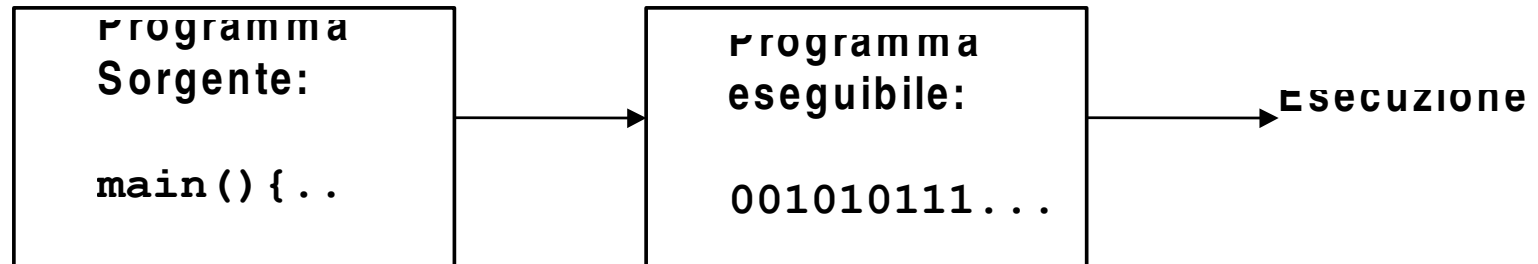 Programma
Sorgente:
main(){..
Programma
eseguibile:
001010111...
Esecuzione